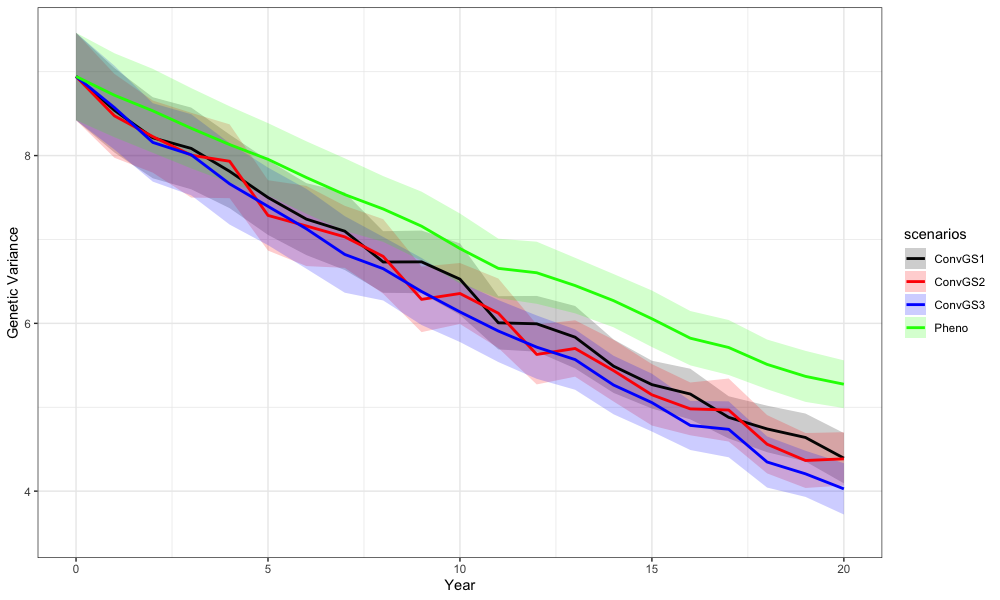 Genetic Variance
8
6
4
0 5 10 15 20
Year
scenarios
ConvGS1
ConvGS2
ConvGS3
Pheno